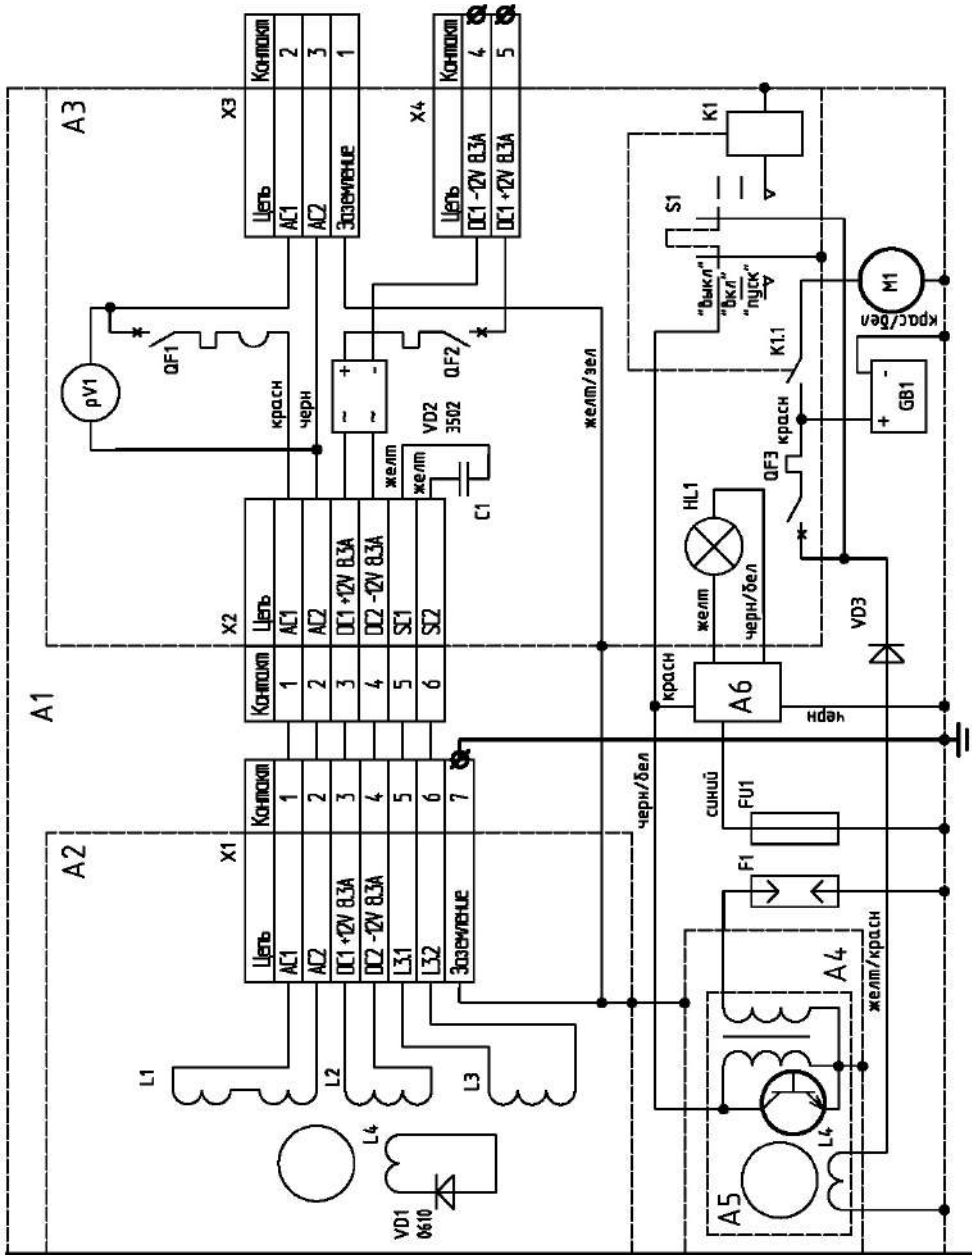 A1
A2
X1
Цепь
Контакт
AC1
1
AC2
2
DC1 +12V 8.3A
3
DC2 -12V 8.3A
4
L3.1
5
L3.2
6
Заземление
7
L1
L2
L3
L4
VD1
0610
X2
Контакт
Цепь
1
AC1
2
AC2
3
DC1 +12V 8.3A
4
DC2 -12V 8.3A
5
SC1
6
SC2
желт
желт
C1
VD2
3502
~
~
+
-
красн
черн
pV1
QF1
QF2
A3
X3
Цепь
Контакт
AC1
2
AC2
3
Заземление
1
X4
Цепь
Контакт
DC1 -12V 8.3A
4
DC1 +12V 8.3A
5
желт/зел
K1
S1
"выкл"
"вкл"
"пуск"
K1.1
M1
крас/бел
GB1
+
-
красн
QF3
HL1
желт
черн/бел
VD3
A6
красн
черн
синий
черн/бел
FU1
F1
желт/красн
A4
A5
L4